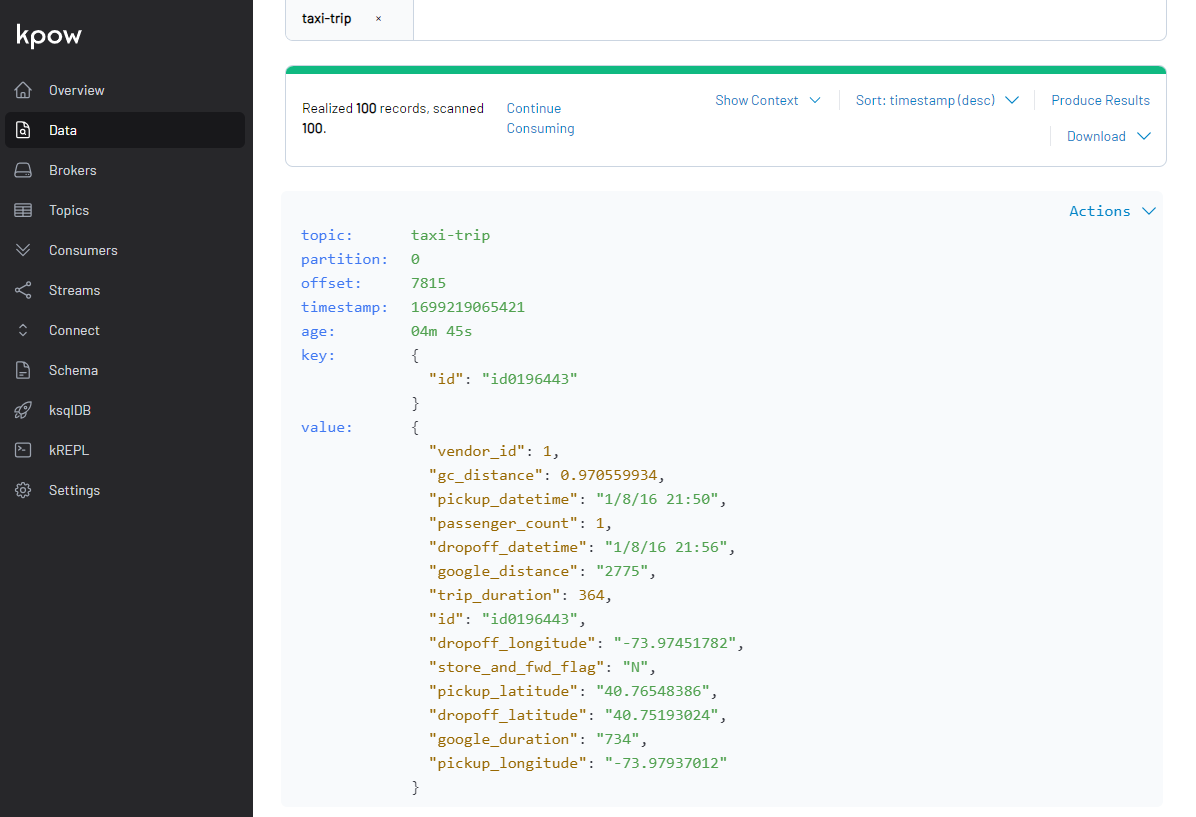 kpow
Overview
Data
Brokers
Topics
Consumers
Streams
Connect
Schema
ksqlDB
kREPL
Settings
taxi-trip ×
Realized 100 records, scanned
100.
Continue
Consuming
Show Context
Sort: timestamp (desc)
Produce Results
Download
Actions
topic: taxi-trip
partition: 0
offset: 7815
timestamp: 1699219065421
age: 04m 45s
key: {
"id": "id0196443"
}
value: {
"vendor_id": 1,
"gc_distance": 0.970559934,
"pickup_datetime": "1/8/16 21:50",
"passenger_count": 1,
"dropoff_datetime": "1/8/16 21:56",
"google_distance": "2775",
"trip_duration": 364,
"id": "id0196443",
"dropoff_longitude": "-73.97451782",
"store_and_fwd_flag": "N",
"pickup_latitude": "40.76548386",
"dropoff_latitude": "40.75193024",
"google_duration": "734",
"pickup_longitude": "-73.97937012"
}